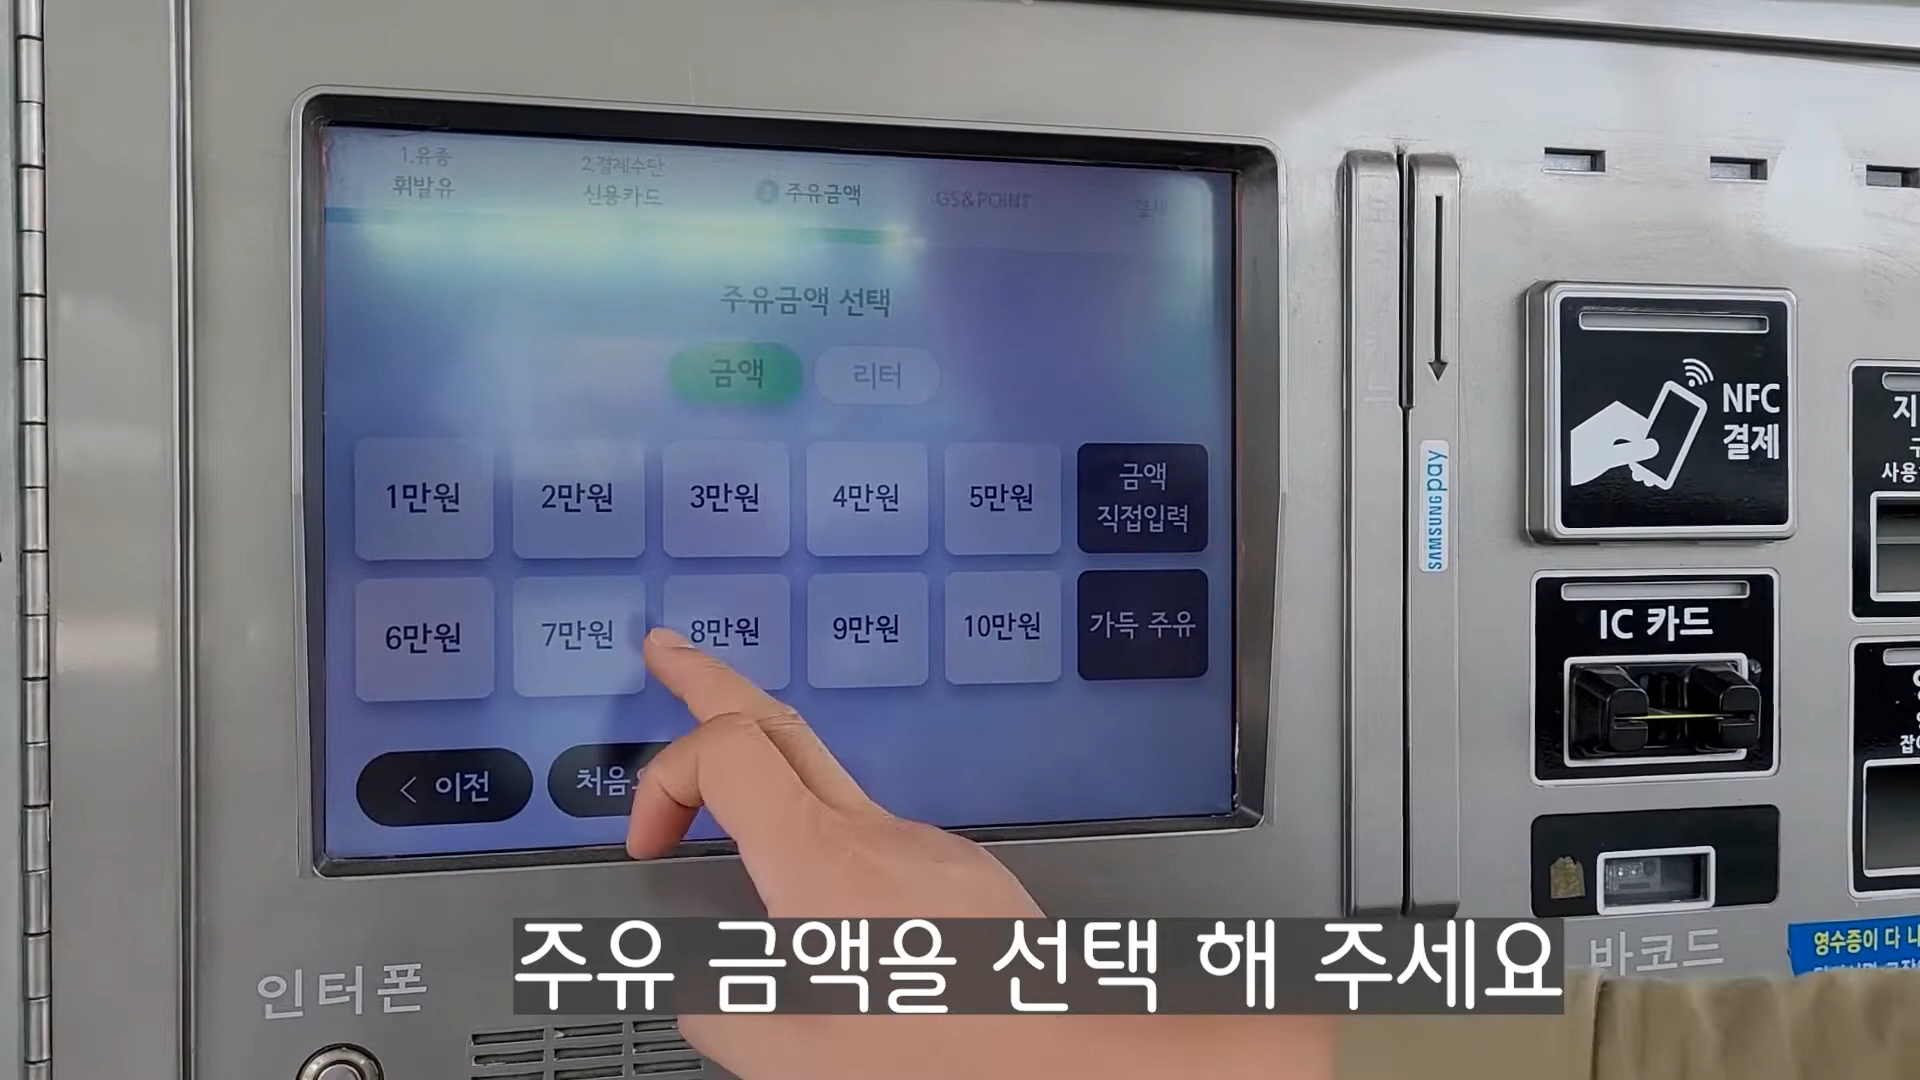 1.유종
휘발유
2.결제수단
신용카드
주유금액
GS&POINT
주유금액 선택
금액
리터
1만원
2만원
3만원
4만원
5만원
금액
직접입력
6만원
7만원
8만원
9만원
10만원
가득 주유
< 이전
처음
SAMSUNG pay
NFC
결제
IC 카드
바코드
영수증이 다
인터폰
주유 금액을 선택 해 주세요